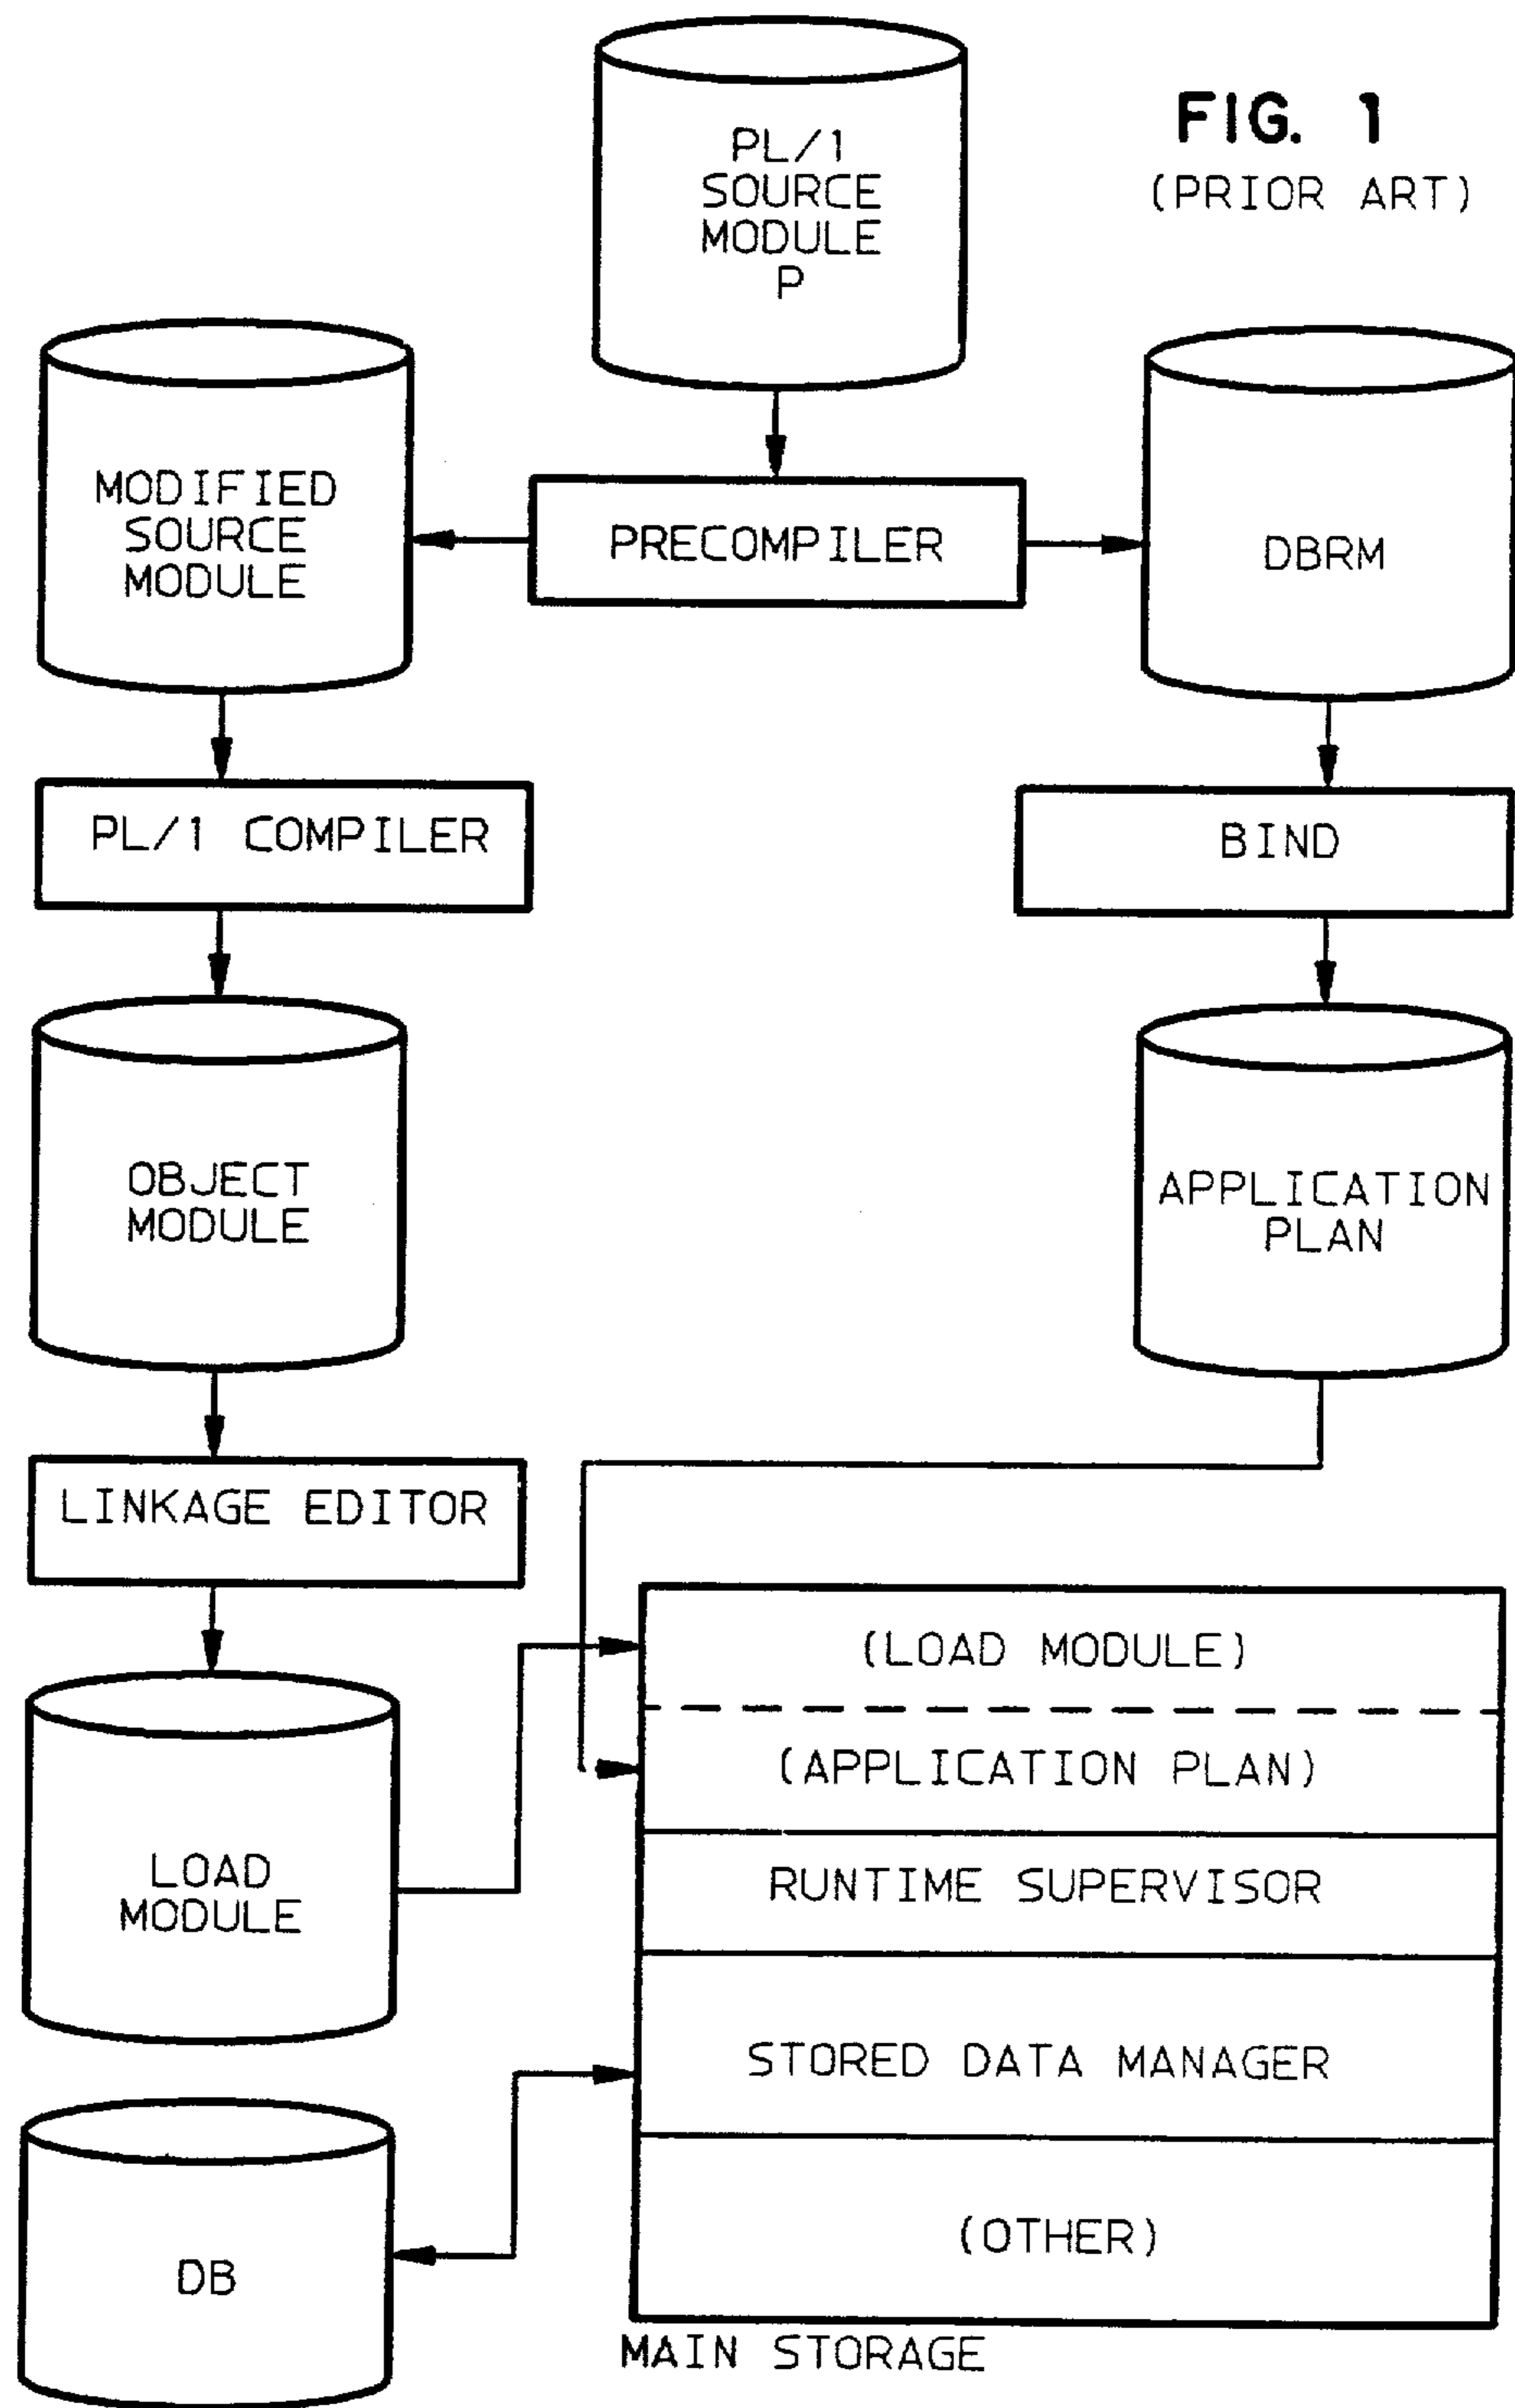 PL/1
SOURCE
MODULE
P
FIG. 1
(PRIOR ART)
MODIFIED
SOURCE
MODULE
PRECOMPILER
DBRM
PL/1 COMPILER
BIND
OBJECT
MODULE
APPLICATION
PLAN
LINKAGE EDITOR
(LOAD MODULE)
(APPLICATION PLAN)
LOAD
MODULE
RUNTIME SUPERVISOR
STORED DATA MANAGER
DB
(OTHER)
MAIN STORAGE